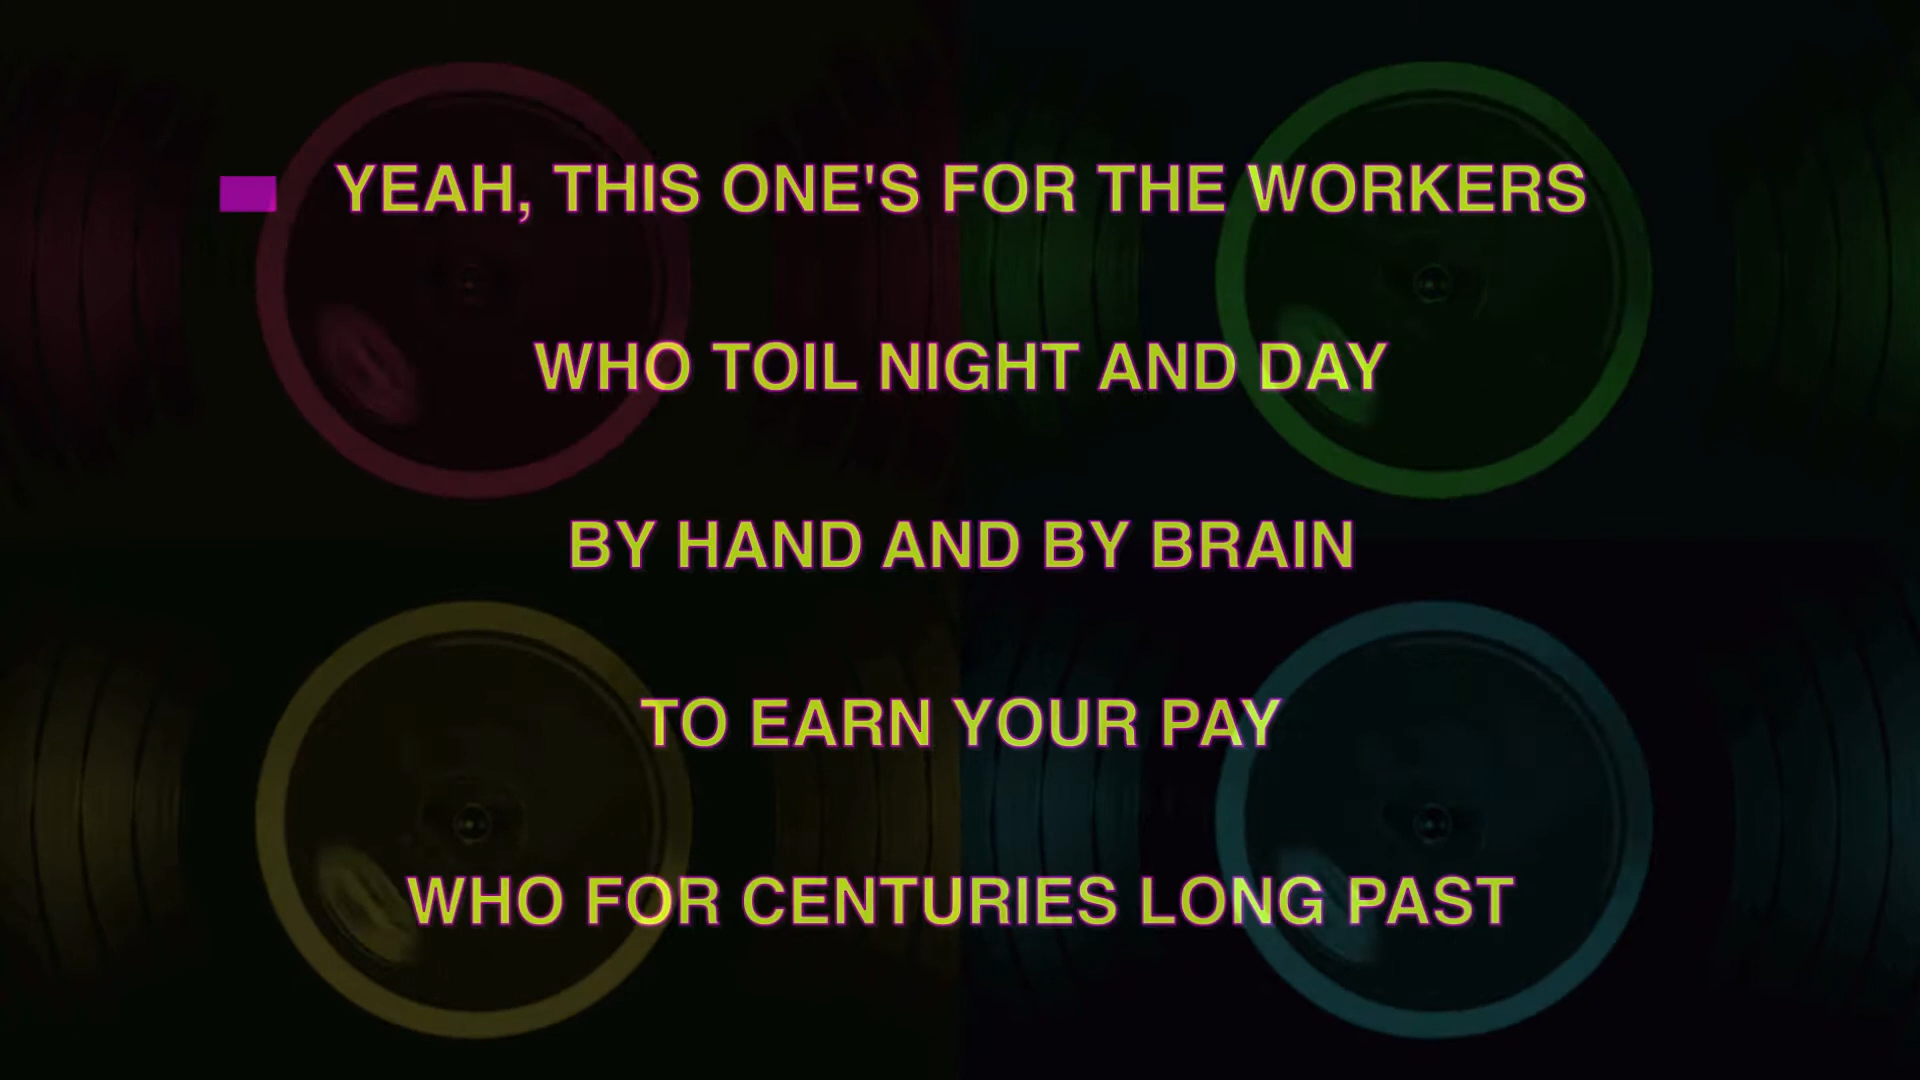 YEAH, THIS ONE'S FOR THE WORKERS
WHO TOIL NIGHT AND DAY
BY HAND AND BY BRAIN
TO EARN YOUR PAY
WHO FOR CENTURIES LONG PAST